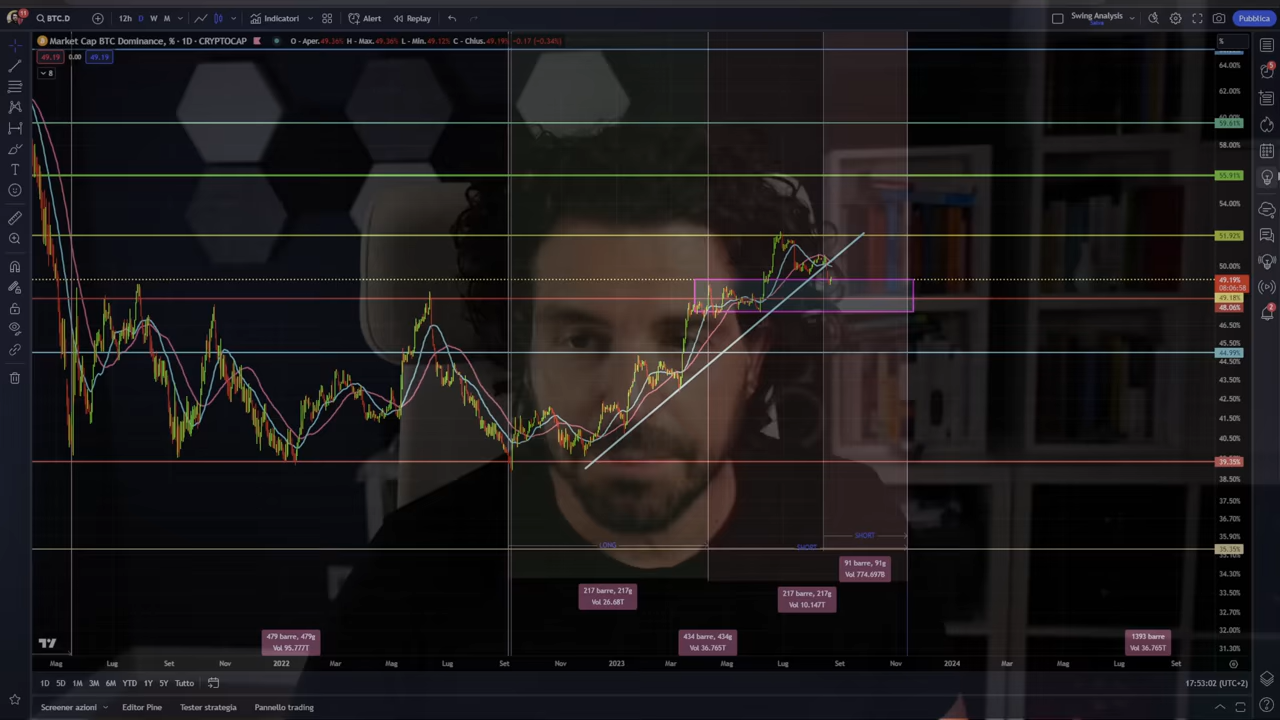 BTC.D
12h D W M
Indicatori
Alert
Replay
Swing Analysis
Salva
Pubblica
Market Cap BTC Dominance, % · 1D · CRYPTOCAP
O - Aper. 49.36% H - Max. 49.36% L - Min. 49.12% C - Chius. 49.19% -0.17 (-0.34%)
%
49.19 0.00 49.19
8
64.00%
62.00%
59.61%
58.00%
55.91%
54.00%
51.92%
50.00%
49.19%
08:06:58
49.18%
48.06%
46.50%
45.50%
44.99%
44.50%
43.50%
42.50%
41.50%
40.50%
39.35%
38.50%
37.50%
36.70%
35.90%
35.35%
34.30%
33.50%
32.70%
32.00%
31.30%
LONG
SHORT
SHORT
91 barre, 91g
Vol 774.697B
217 barre, 217g
Vol 26.68T
217 barre, 217g
Vol 10.147T
479 barre, 479g
Vol 95.777T
434 barre, 434g
Vol 36.765T
1393 barre
Vol 36.765T
Mag Lug Set Nov 2022 Mar Mag Lug Set Nov 2023 Mar Mag Lug Set Nov 2024 Mar Mag Lug Set
1D 5D 1M 3M 6M YTD 1Y 5Y Tutto
17:53:02 (UTC+2)
Screener azioni
Editor Pine
Tester strategia
Pannello trading